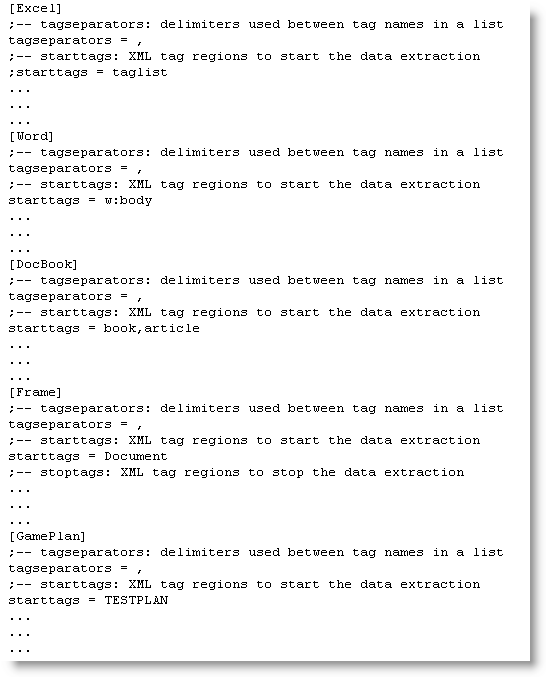 [Excel]
;-- tagseparators: delimiters used between tag names in a list
tagseparators = ,
;-- starttags: XML tag regions to start the data extraction
;starttags = taglist
...
...
...
[Word]
;-- tagseparators: delimiters used between tag names in a list
tagseparators = ,
;-- starttags: XML tag regions to start the data extraction
starttags = w:body
...
...
...
[DocBook]
;-- tagseparators: delimiters used between tag names in a list
tagseparators = ,
;-- starttags: XML tag regions to start the data extraction
starttags = book,article
...
...
...
[Frame]
;-- tagseparators: delimiters used between tag names in a list
tagseparators = ,
;-- starttags: XML tag regions to start the data extraction
starttags = Document
;-- stoptags: XML tag regions to stop the data extraction
...
...
...
[GamePlan]
;-- tagseparators: delimiters used between tag names in a list
tagseparators = ,
;-- starttags: XML tag regions to start the data extraction
starttags = TESTPLAN
...
...
...